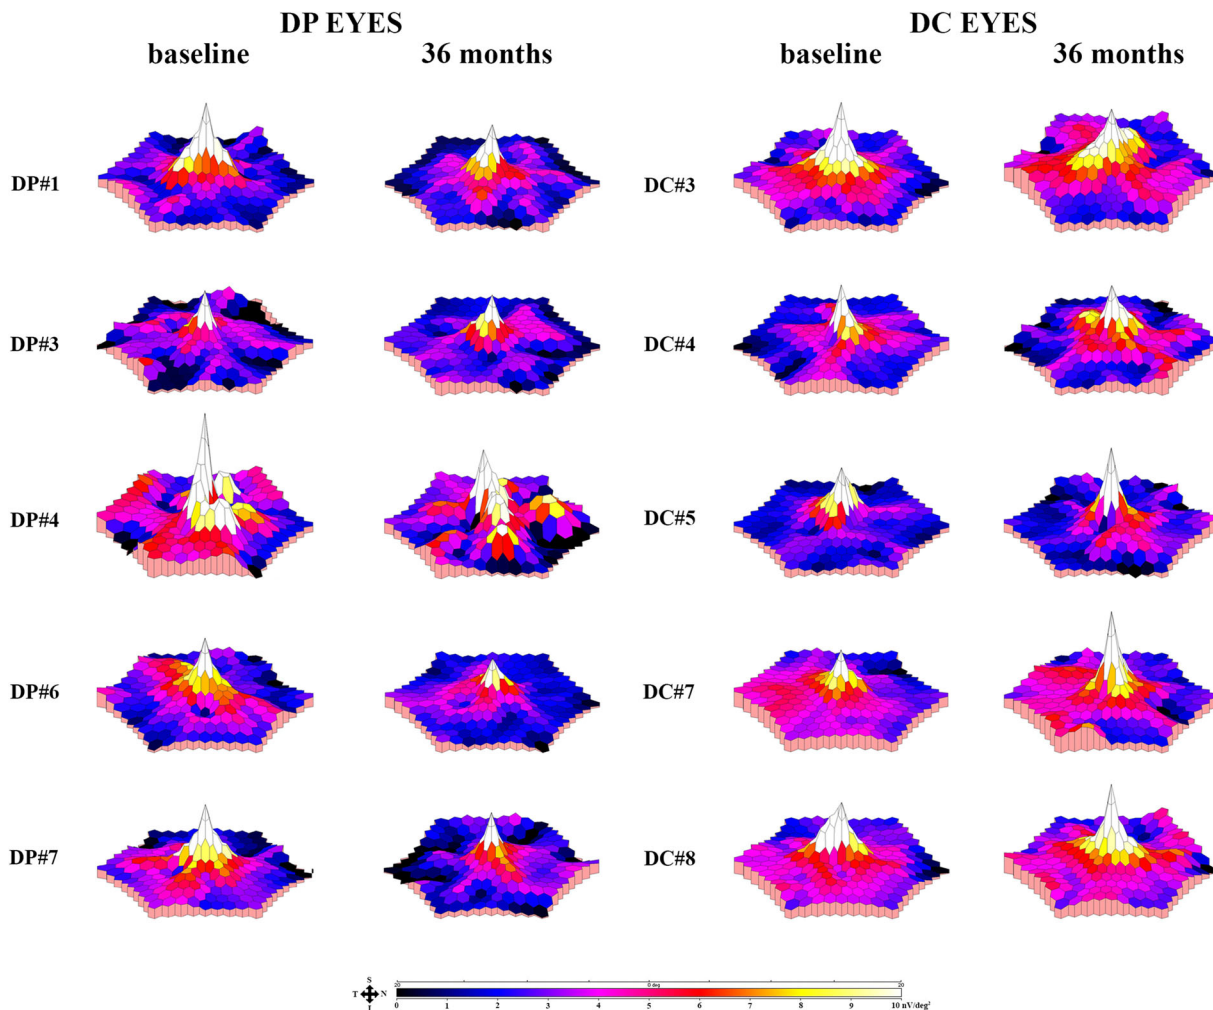 DP EYES DC EYES
baseline 36 months baseline 36 months
DP#1 DC#3
DP#3 DC#4
DP#4 DC#5
DP#6 DC#7
DP#7 DC#8
S
20 0 deg 20
T N
0 1 2 3 4 5 6 7 8 9 10 nV/deg²
I